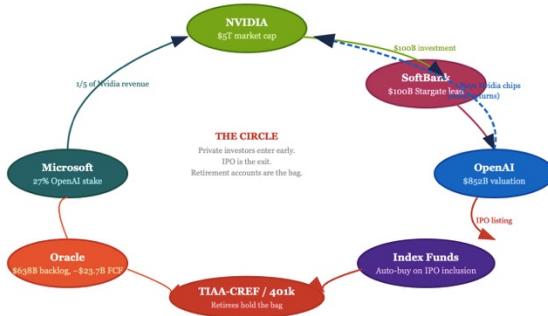 NVIDIA
$5T market cap
$100B investment
1/5 of Nvidia revenue
SoftBank
$100B Stargate lead
Nvidia chips
turns)
THE CIRCLE
Private investors enter early.
IPO is the exit.
Retirement accounts are the bag.
Microsoft
27% OpenAI stake
OpenAI
$852B valuation
IPO listing
Oracle
$638B backlog, −$23.7B FCF
Index Funds
Auto-buy on IPO inclusion
TIAA-CREF / 401k
Retirees hold the bag